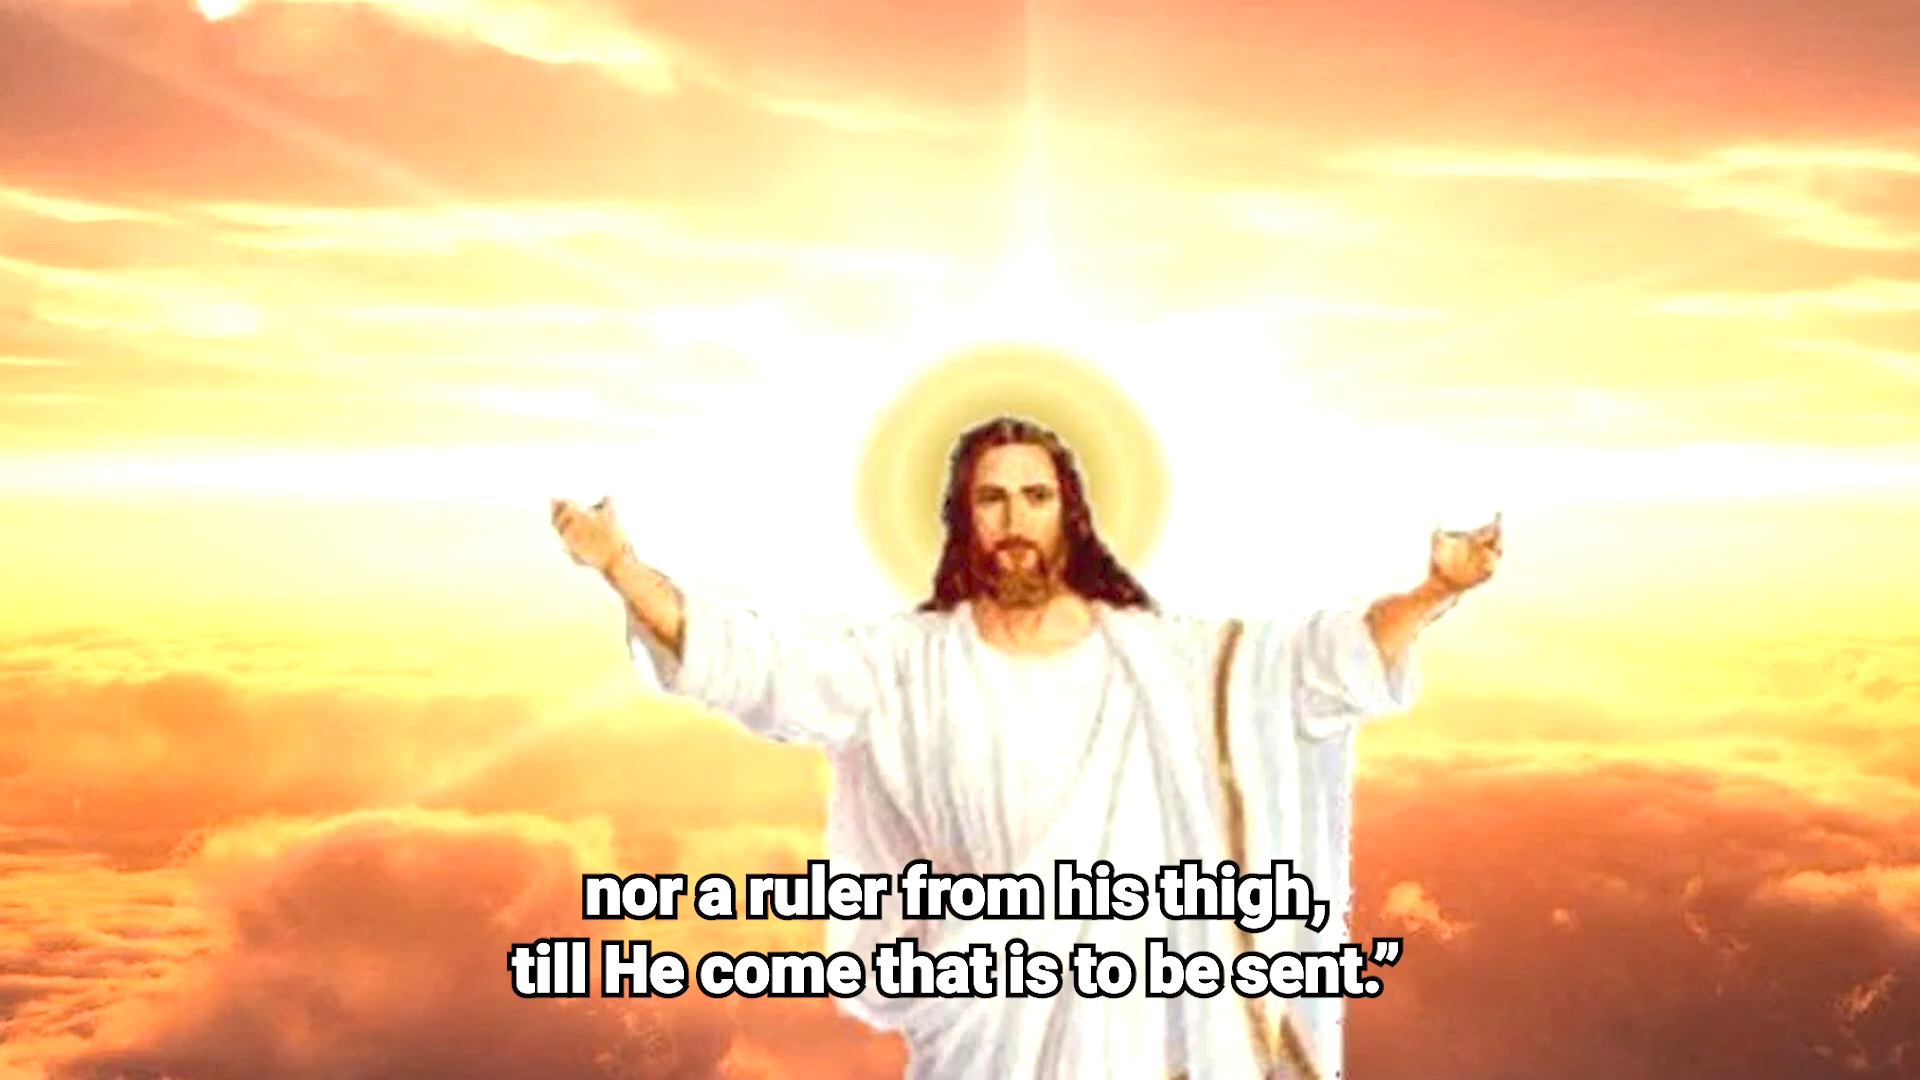 nor a ruler from his thigh,
till He come that is to be sent.”